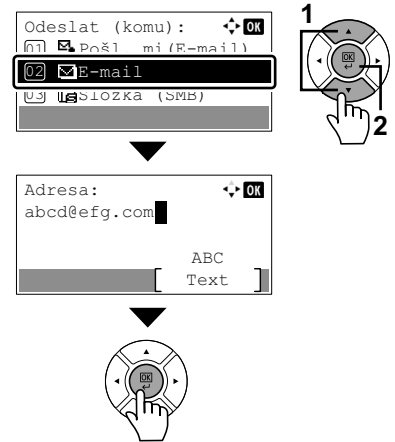 Odeslat (komu): OK
01 Pošl. mi(E-mail)
02 E-mail
03 Složka (SMB)
1
OK
2
Adresa: OK
abcd@efg.com
ABC
[ Text ]
OK